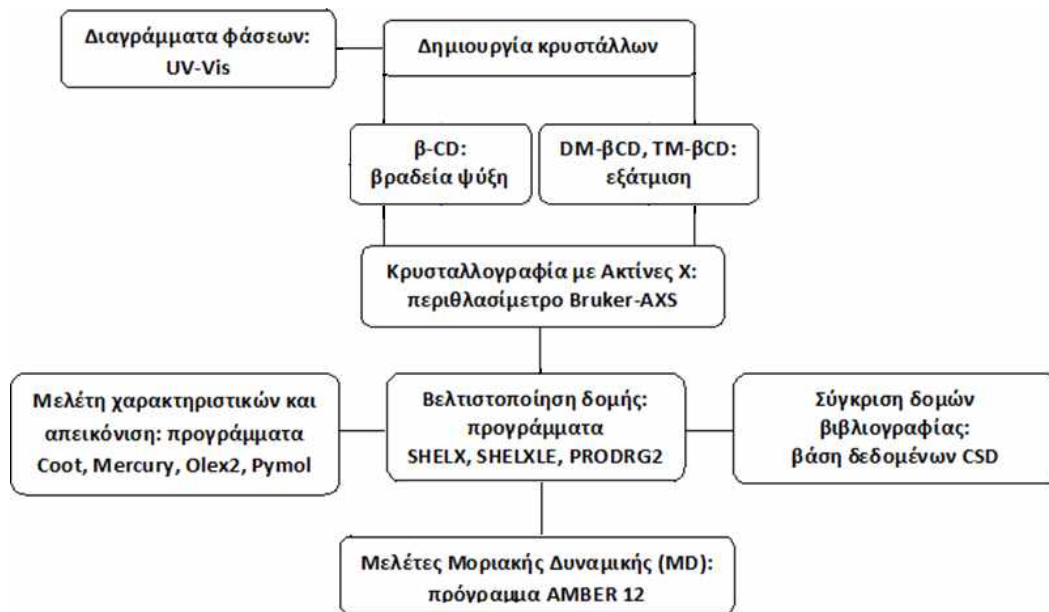 Διαγράμματα φάσεων:
UV-Vis
Δημιουργία κρυστάλλων
β-CD:
βραδεία ψύξη
DM-βCD, TM-βCD:
εξάτμιση
Κρυσταλλογραφία με Ακτίνες Χ:
περιθλασίμετρο Bruker-AXS
Μελέτη χαρακτηριστικών και
απεικόνιση: προγράμματα
Coot, Mercury, Olex2, Pymol
Βελτιστοποίηση δομής:
προγράμματα
SHELX, SHELXLE, PRODRG2
Σύγκριση δομών
βιβλιογραφίας:
βάση δεδομένων CSD
Μελέτες Μοριακής Δυναμικής (MD):
πρόγραμμα AMBER 12